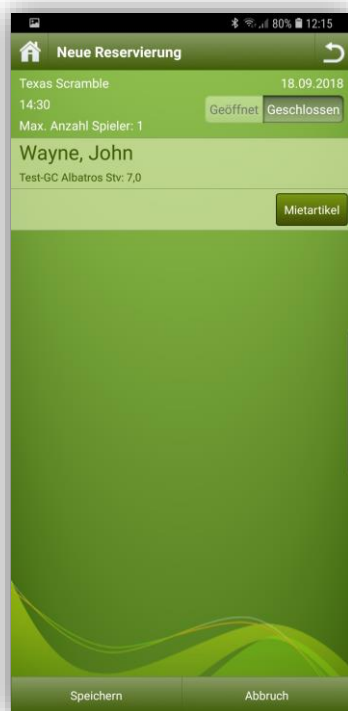 80% 12:15
Neue Reservierung
Texas Scramble 18.09.2018
14:30 Geöffnet Geschlossen
Max. Anzahl Spieler: 1
Wayne, John
Test-GC Albatros Stv: 7,0
Mietartikel
Speichern Abbruch